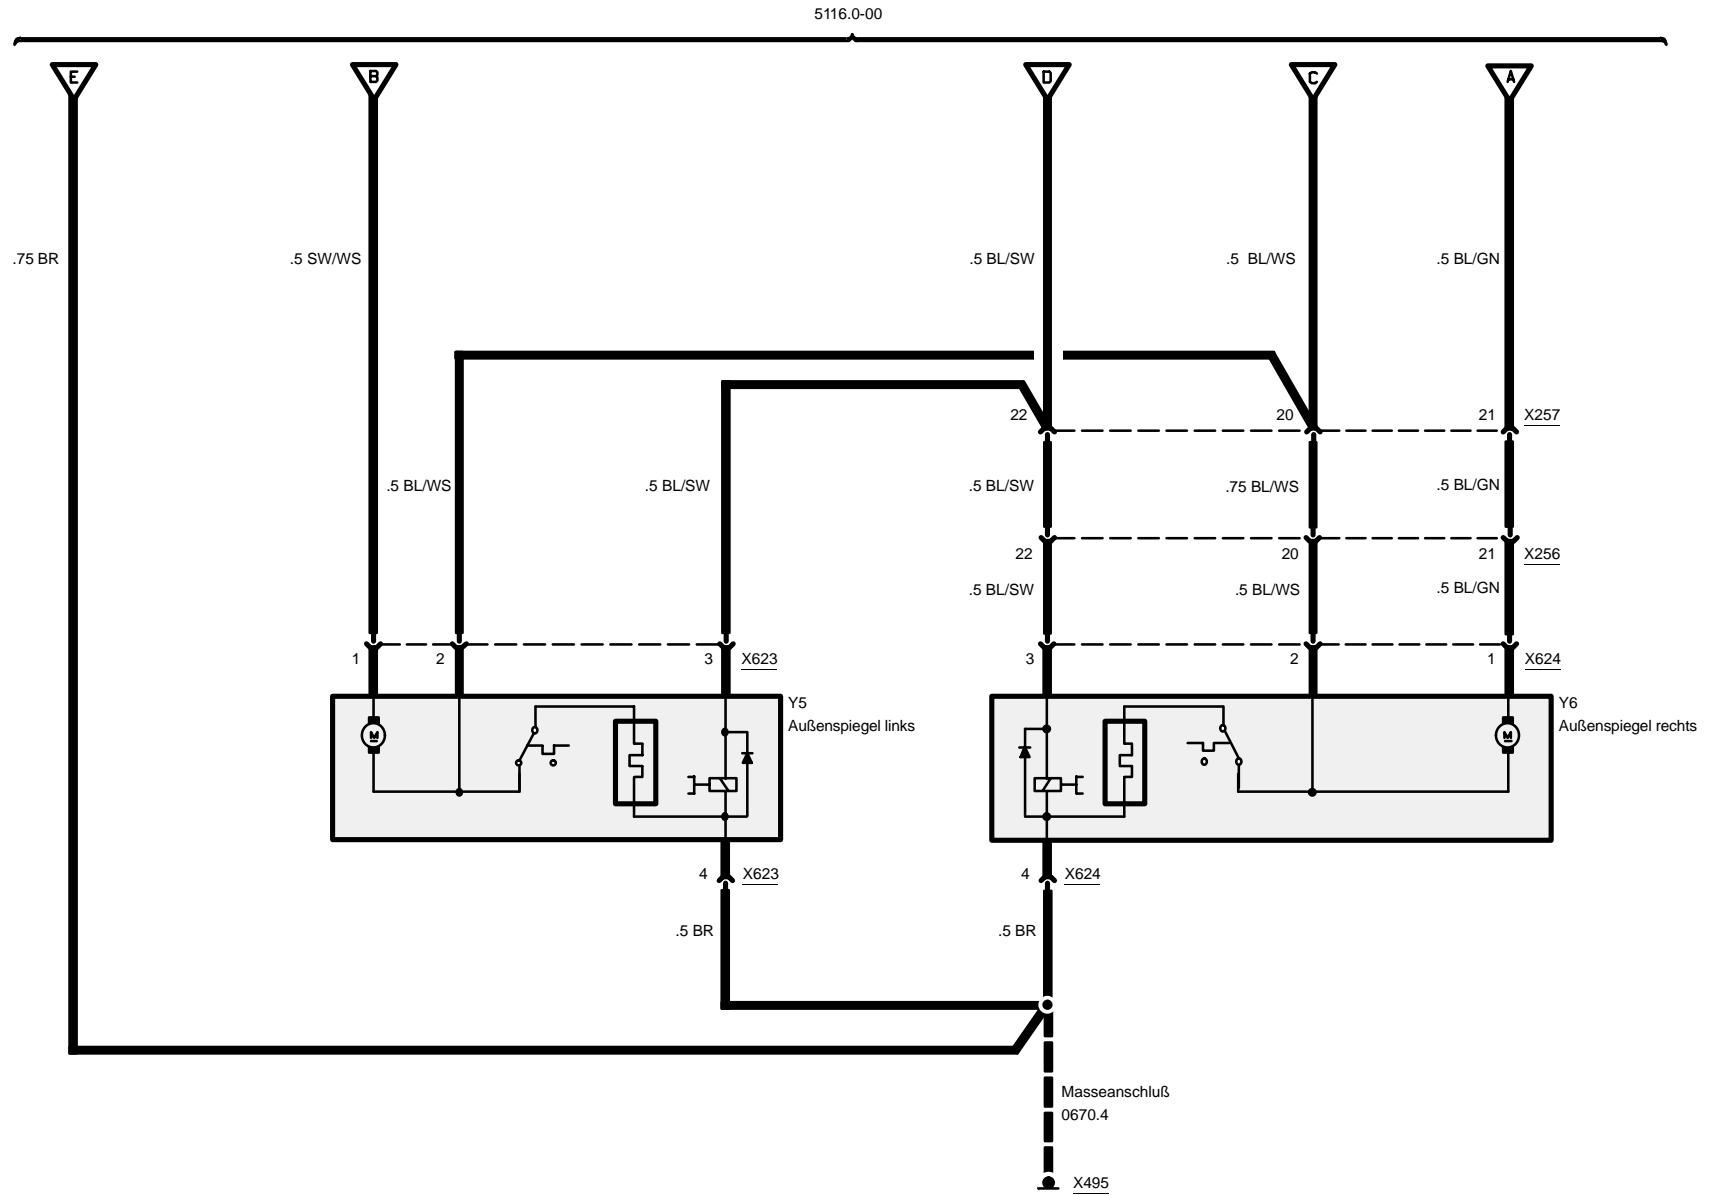 5116.0-00
E B D C A
.75 BR .5 SW/WS .5 BL/SW .5 BL/WS .5 BL/GN
22 20 21 X257
.5 BL/WS .5 BL/SW .5 BL/SW .75 BL/WS .5 BL/GN
22 20 21 X256
.5 BL/SW .5 BL/WS .5 BL/GN
1 2 3 X623 3 2 1 X624
Y5 Y6
Außenspiegel links Außenspiegel rechts
M M
4 X623 4 X624
.5 BR .5 BR
Masseanschluß
0670.4
X495